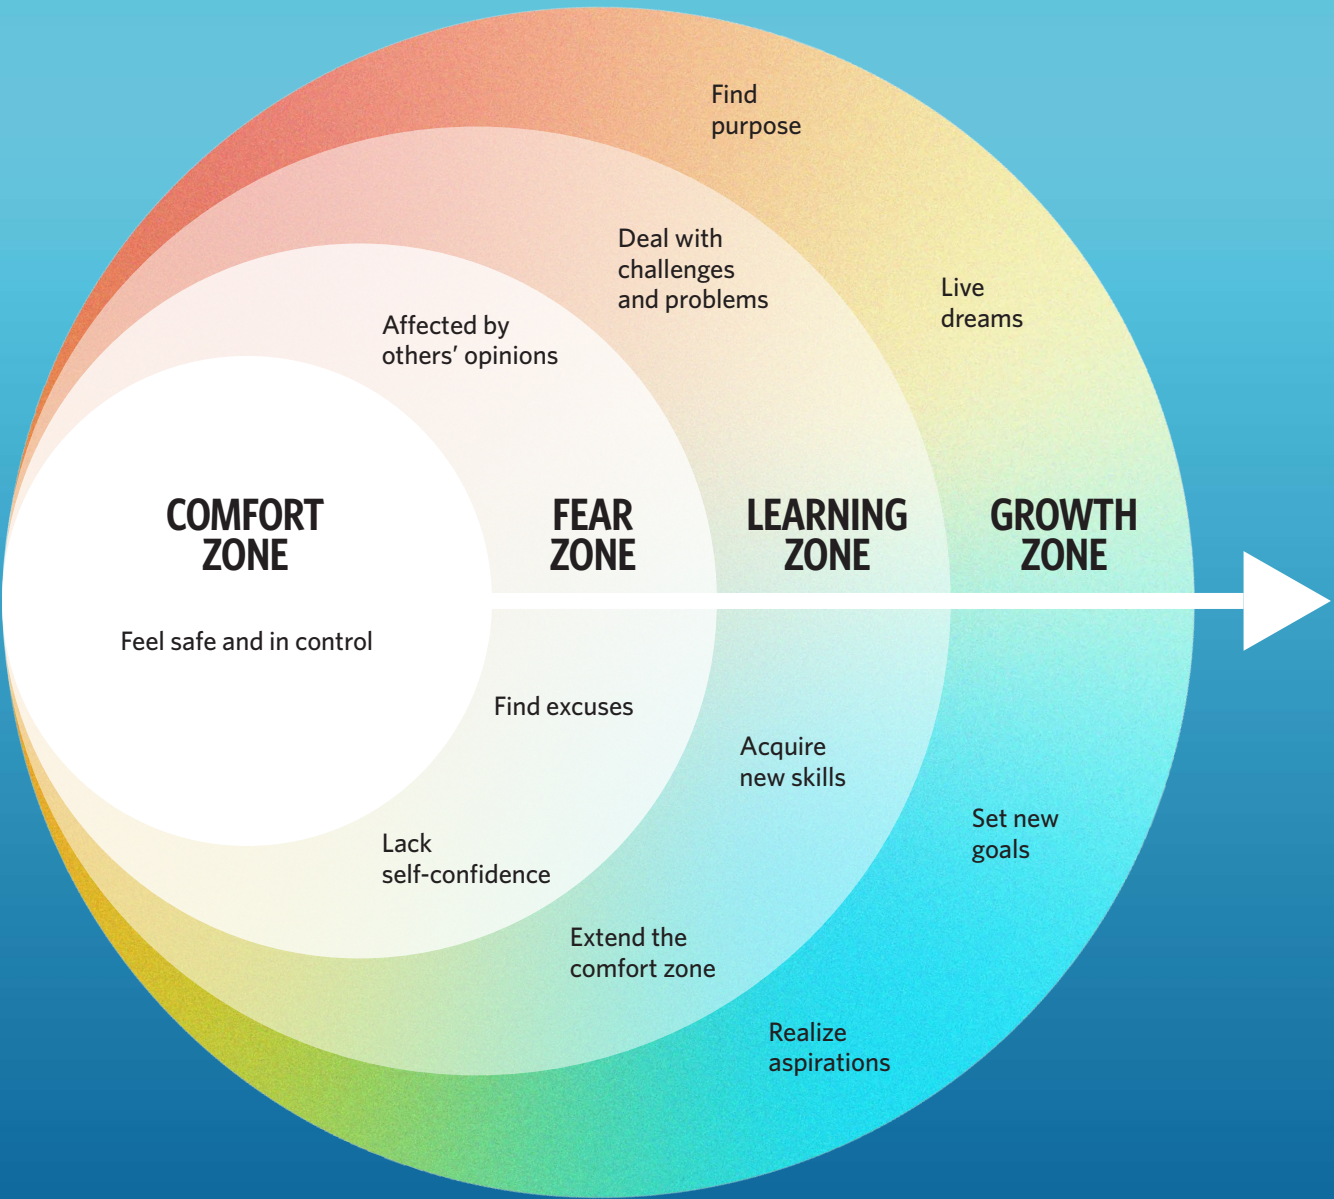 Find
purpose
Deal with
challenges
and problems
Live
dreams
Affected by
others’ opinions
COMFORT
ZONE
FEAR
ZONE
LEARNING
ZONE
GROWTH
ZONE
Feel safe and in control
Find excuses
Acquire
new skills
Set new
goals
Lack
self-confidence
Extend the
comfort zone
Realize
aspirations